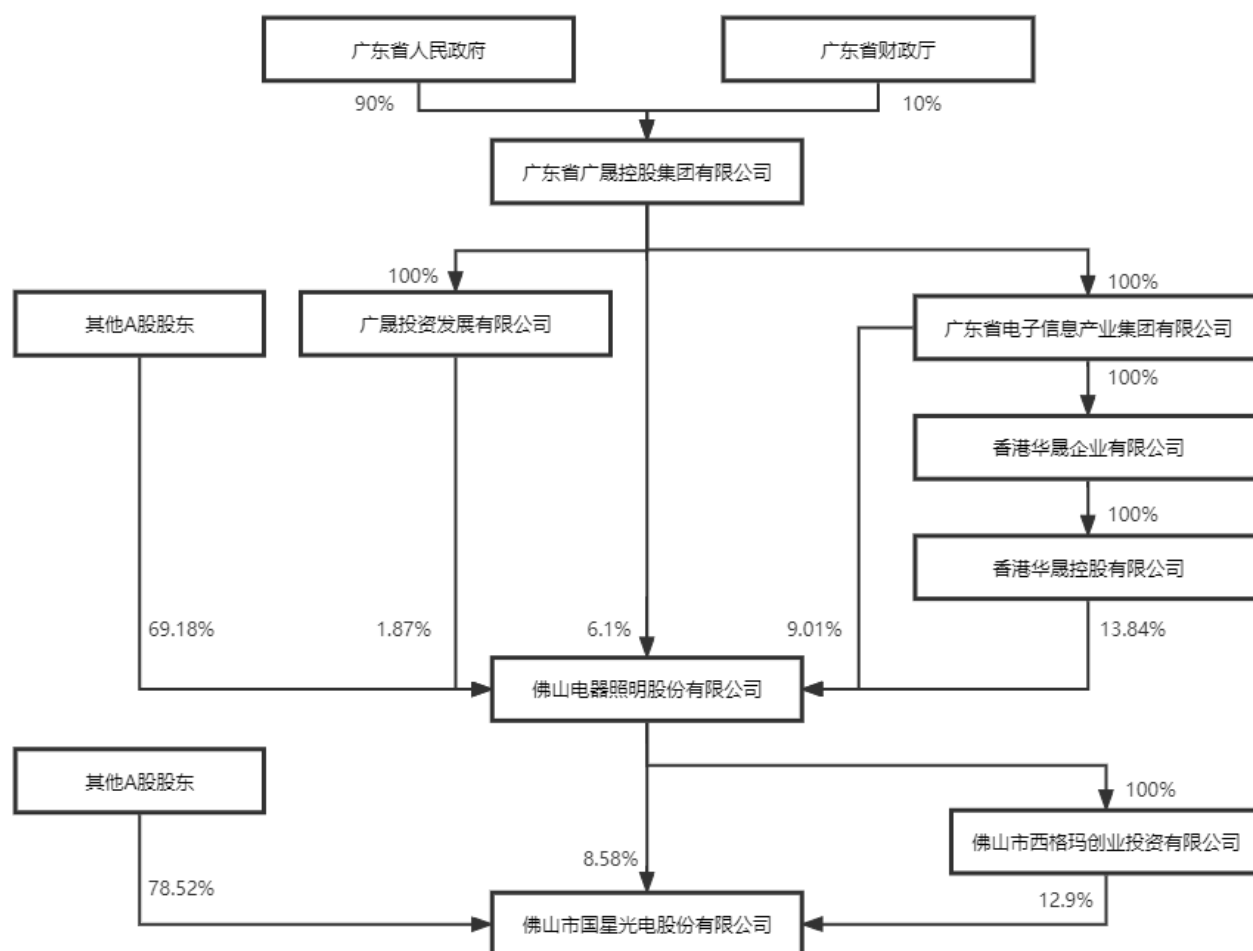 广东省人民政府
广东省财政厅
90%
10%
广东省广晟控股集团有限公司
100%
100%
其他A股股东
广晟投资发展有限公司
广东省电子信息产业集团有限公司
100%
香港华晟企业有限公司
100%
香港华晟控股有限公司
69.18%
1.87%
6.1%
9.01%
13.84%
佛山电器照明股份有限公司
其他A股股东
100%
佛山市西格玛创业投资有限公司
8.58%
78.52%
12.9%
佛山市国星光电股份有限公司